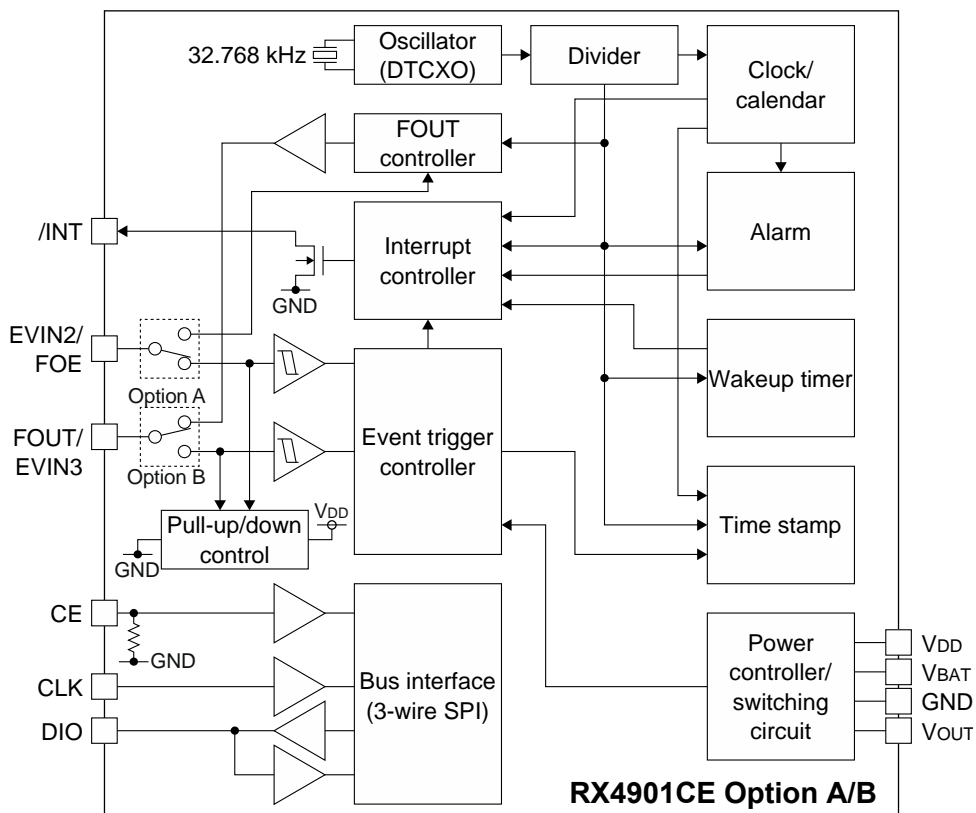 32.768 kHz
Oscillator
(DTCXO)
Divider
Clock/
calendar
FOUT
controller
/INT
Interrupt
controller
Alarm
GND
EVIN2/
FOE
Option A
Wakeup timer
FOUT/
EVIN3
Option B
Event trigger
controller
VDD
Pull-up/down
control
GND
Time stamp
CE
GND
CLK
DIO
Bus interface
(3-wire SPI)
Power
controller/
switching
circuit
VDD
VBAT
GND
VOUT
RX4901CE Option A/B